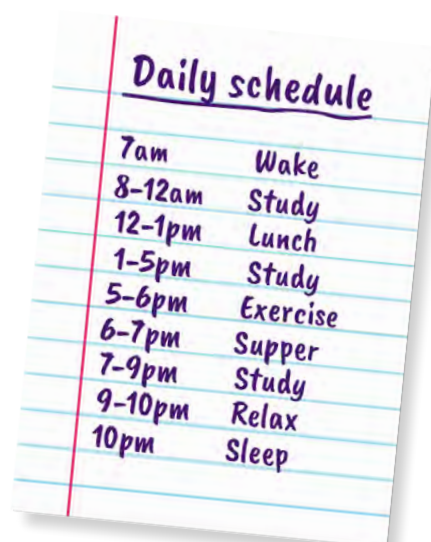 Daily schedule
7am Wake
8-12am Study
12-1pm Lunch
1-5pm Study
5-6pm Exercise
6-7pm Supper
7-9pm Study
9-10pm Relax
10pm Sleep